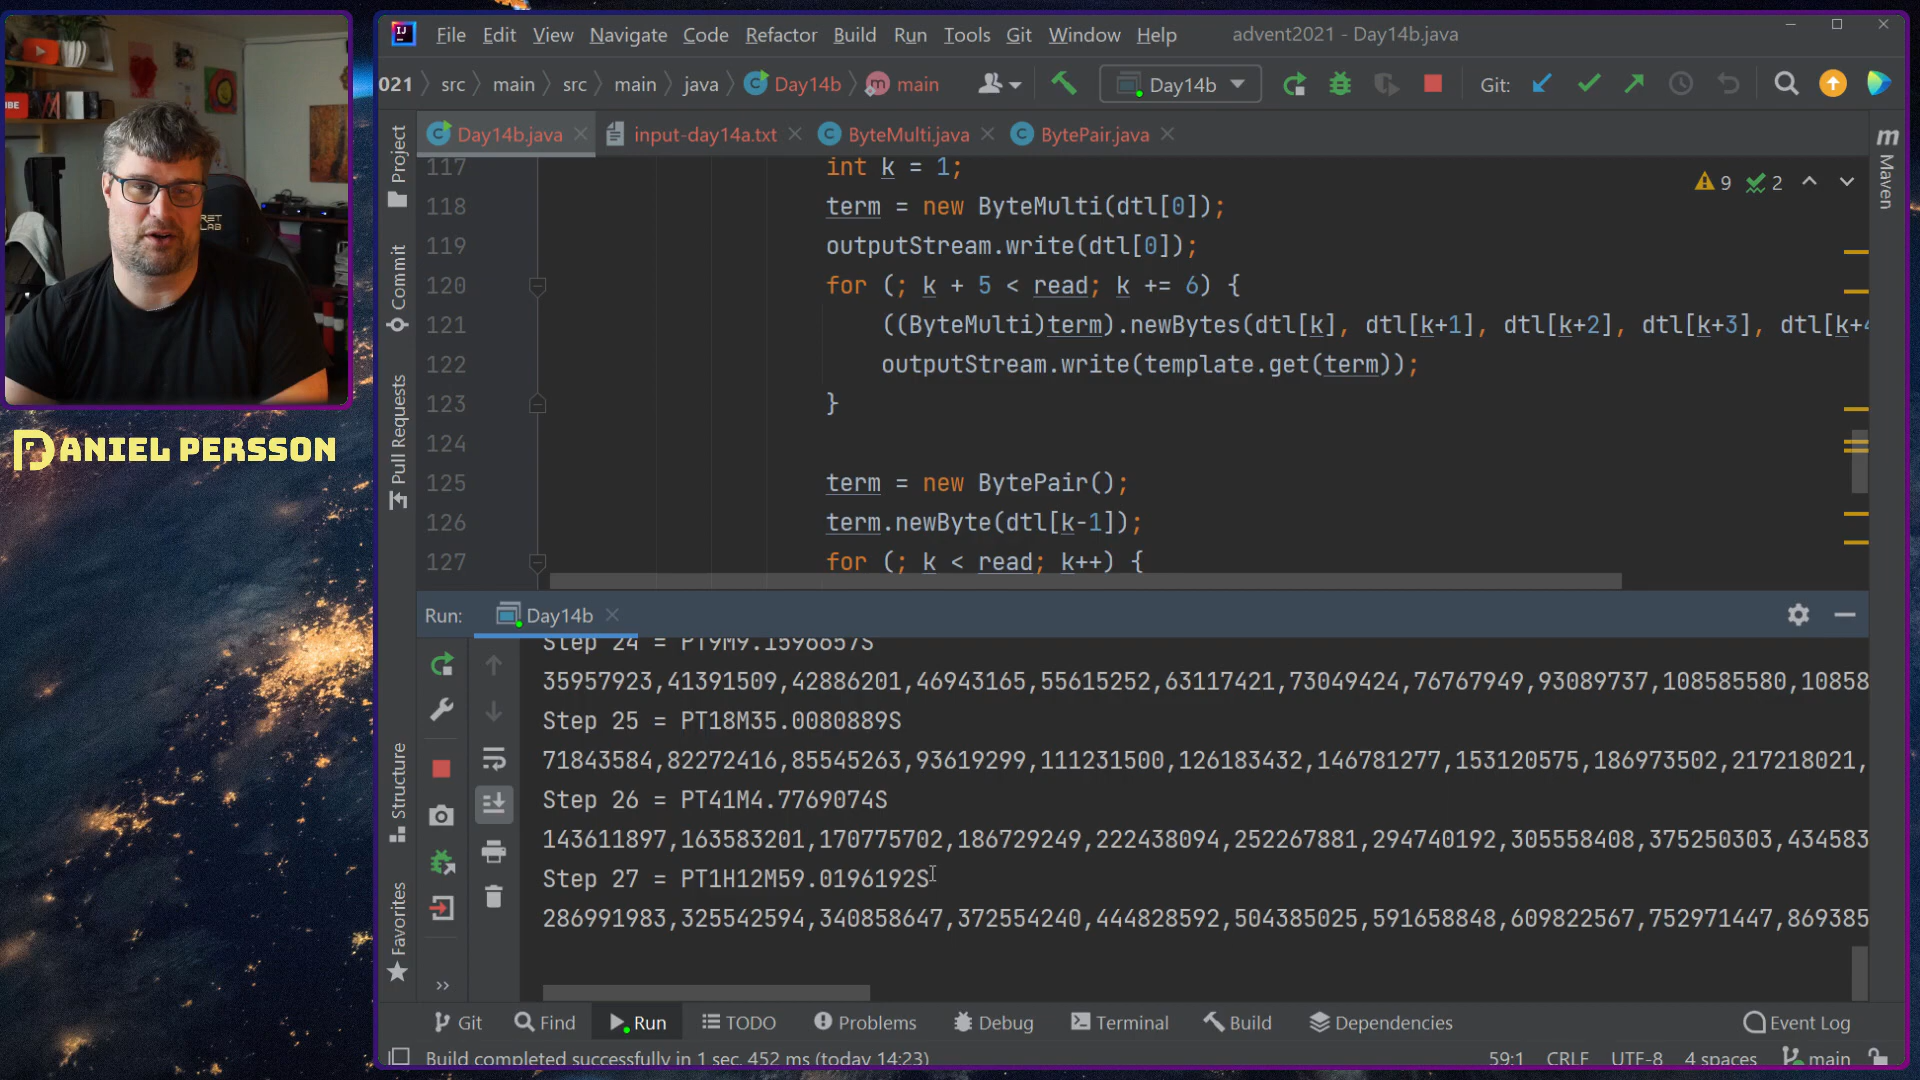 File Edit View Navigate Code Refactor Build Run Tools Git Window Help advent2021 - Day14b.java
021 src main src main java Day14b main Day14b Git:
Day14b.java input-day14a.txt ByteMulti.java BytePair.java
9 2
117 int k = 1;
118 term = new ByteMulti(dtl[0]);
119 outputStream.write(dtl[0]);
120 for (; k + 5 < read; k += 6) {
121 ((ByteMulti)term).newBytes(dtl[k], dtl[k+1], dtl[k+2], dtl[k+3], dtl[k+4
122 outputStream.write(template.get(term));
123 }
124
125 term = new BytePair();
126 term.newByte(dtl[k-1]);
127 for (; k < read; k++) {
Run: Day14b
Step 24 = PT9M9.1596657S
35957923,41391509,42886201,46943165,55615252,63117421,73049424,76767949,93089737,108585580,10858
Step 25 = PT18M35.0080889S
71843584,82272416,85545263,93619299,111231500,126183432,146781277,153120575,186973502,217218021,
Step 26 = PT41M4.7769074S
143611897,163583201,170775702,186729249,222438094,252267881,294740192,305558408,375250303,434583
Step 27 = PT1H12M59.0196192S
286991983,325542594,340858647,372554240,444828592,504385025,591658848,609822567,752971447,869385
Git Find Run TODO Problems Debug Terminal Build Dependencies Event Log
Build completed successfully in 1 sec, 452 ms (today 14:23) 59:1 CRLF UTF-8 4 spaces main
Project
Commit
Pull Requests
Structure
Favorites
m
Maven
DANIEL PERSSON
IBE
RET
LAB